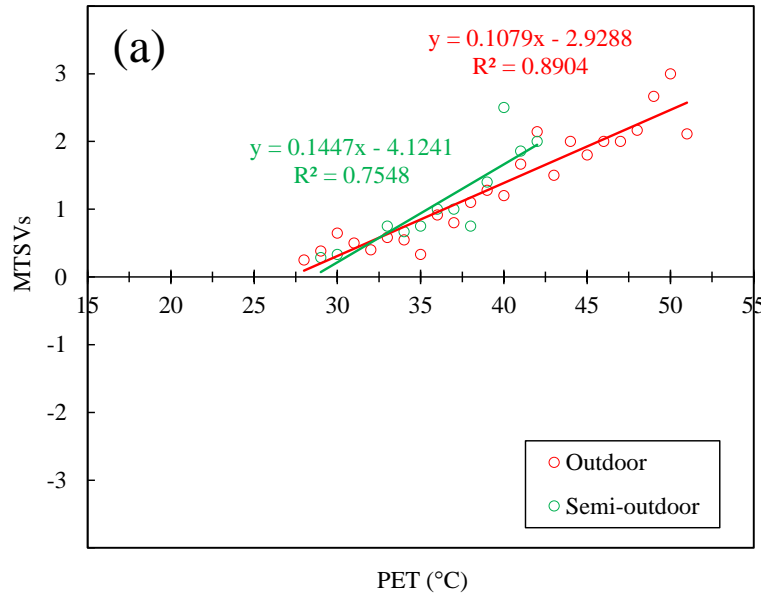 (a)
y = 0.1079x - 2.9288
R² = 0.8904
y = 0.1447x - 4.1241
R² = 0.7548
3
2
1
0
-1
-2
-3
15 20 25 30 35 40 45 50 55
MTSVs
PET (°C)
Outdoor
Semi-outdoor